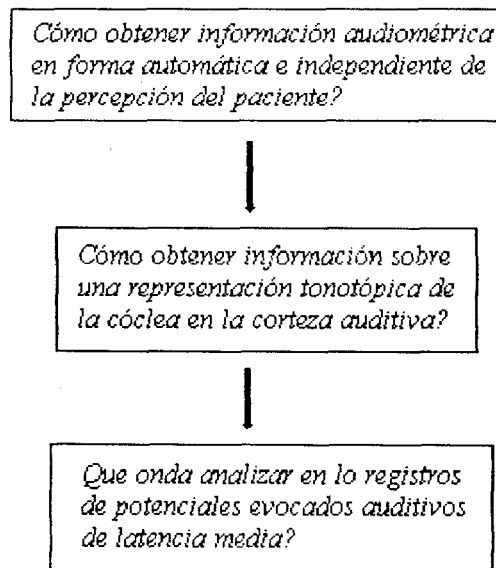 Cómo obtener información audiométrica
en forma automática e independiente de
la percepción del paciente?
Cómo obtener información sobre
una representación tonotópica de
la cóclea en la corteza auditiva?
Que onda analizar en lo registros
de potenciales evocados auditivos
de latencia media?